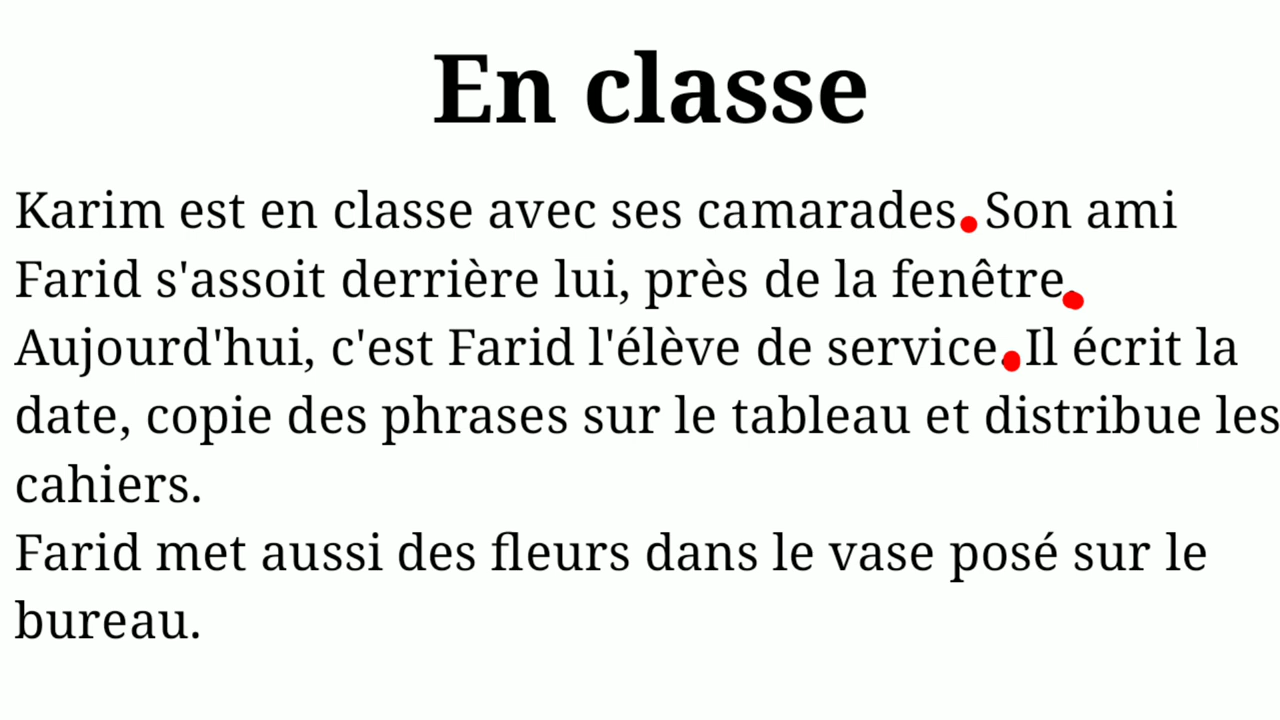 En classe
Karim est en classe avec ses camarades. Son ami
Farid s'assoit derrière lui, près de la fenêtre.
Aujourd'hui, c'est Farid l'élève de service. Il écrit la
date, copie des phrases sur le tableau et distribue les
cahiers.
Farid met aussi des fleurs dans le vase posé sur le
bureau.